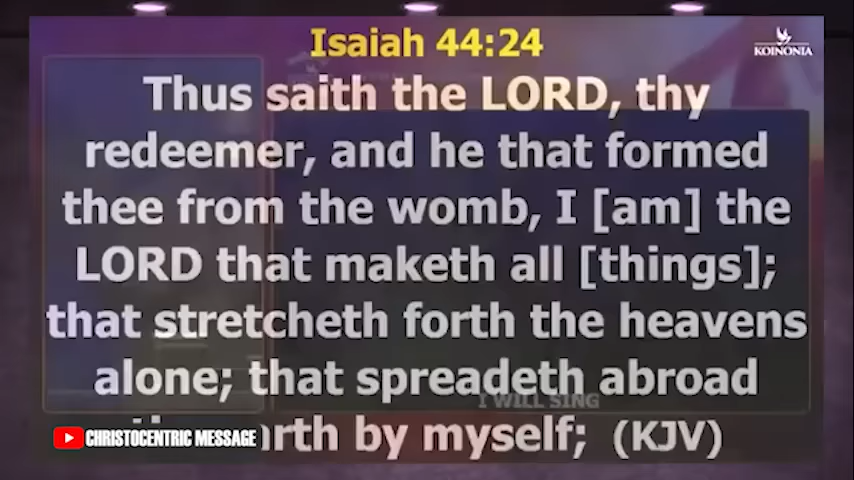 Isaiah 44:24
KOINONIA
Thus saith the LORD, thy
redeemer, and he that formed
thee from the womb, I [am] the
LORD that maketh all [things];
that stretcheth forth the heavens
alone; that spreadeth abroad
I WILL SING
by myself; (KJV)
CHRISTOCENTRIC MESSAGE